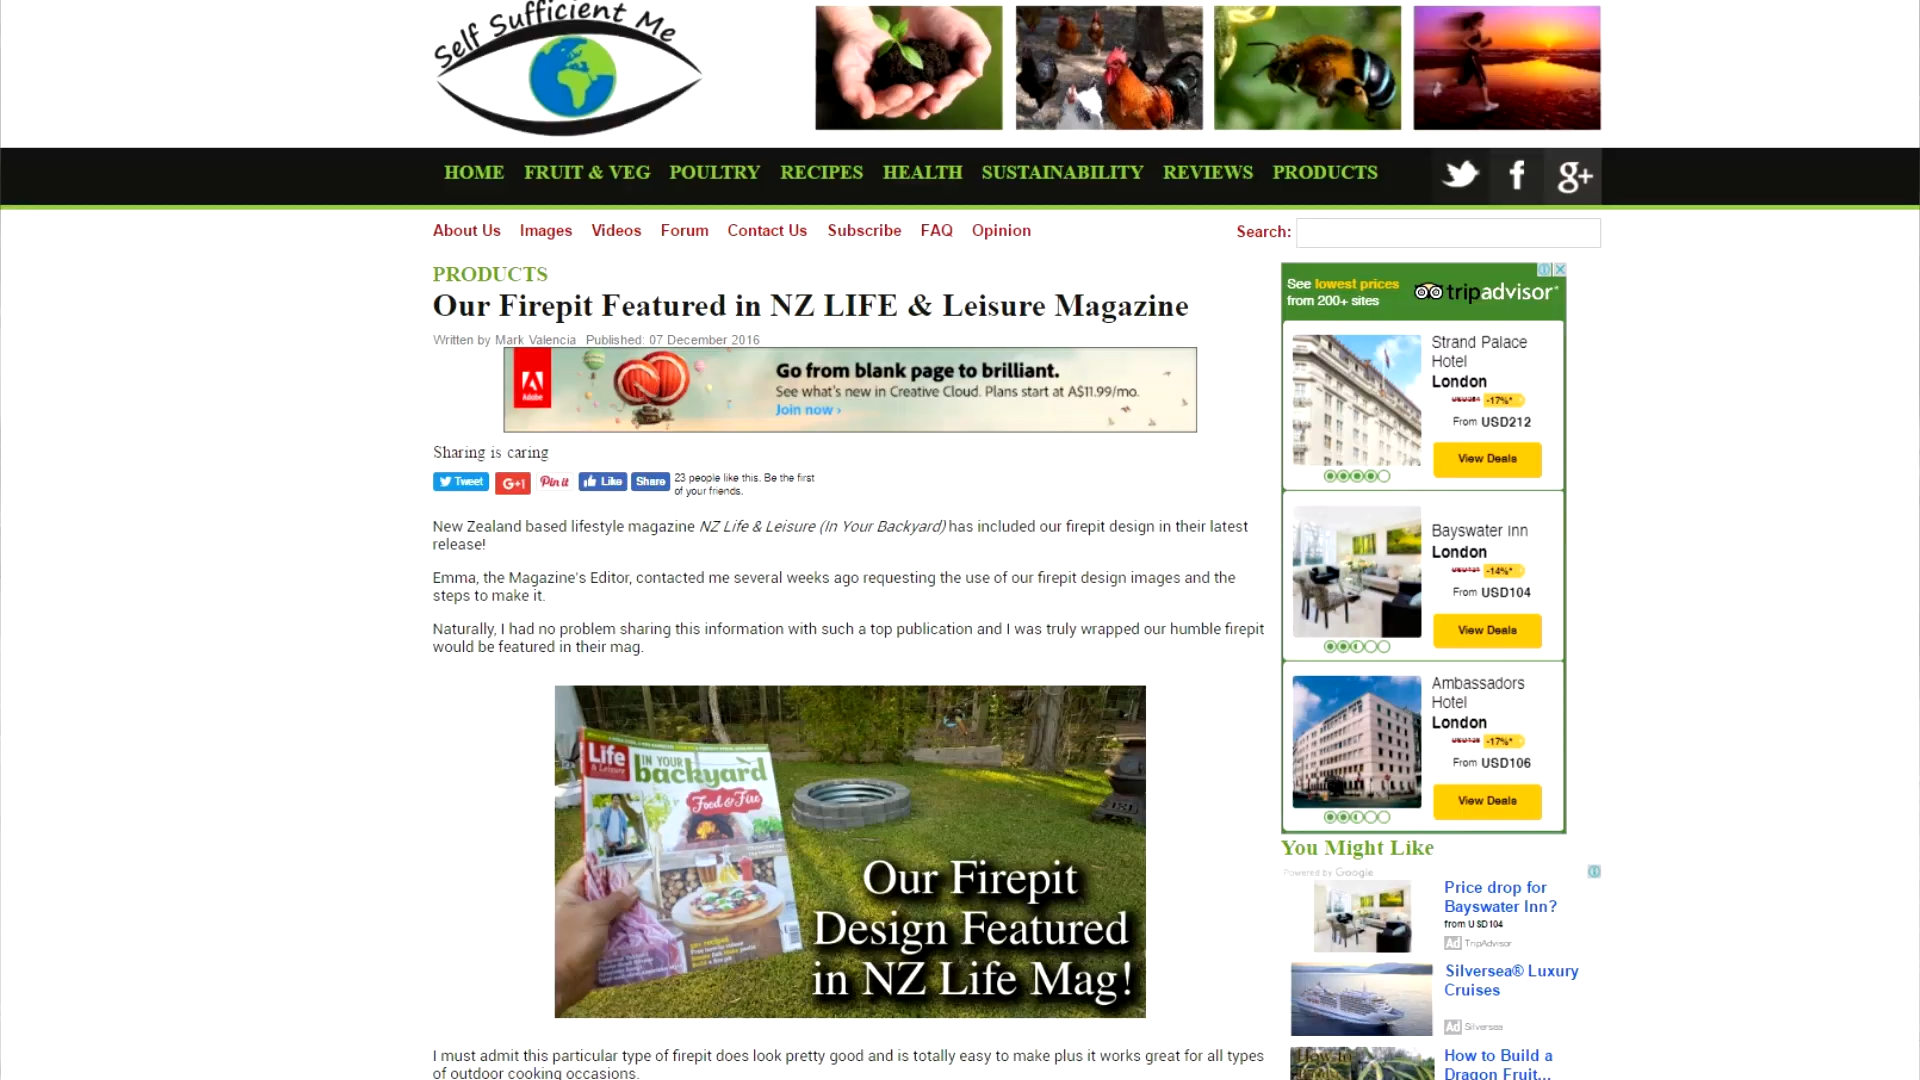 Self Sufficient Me
HOME FRUIT & VEG POULTRY RECIPES HEALTH SUSTAINABILITY REVIEWS PRODUCTS
About Us Images Videos Forum Contact Us Subscribe FAQ Opinion Search:
PRODUCTS
Our Firepit Featured in NZ LIFE & Leisure Magazine
Written by Mark Valencia Published: 07 December 2016
Adobe
Go from blank page to brilliant.
See what's new in Creative Cloud. Plans start at A$11.99/mo.
Join now ›
Sharing is caring
Tweet G+1 Pin it Like Share 23 people like this. Be the first
of your friends.
New Zealand based lifestyle magazine NZ Life & Leisure (In Your Backyard) has included our firepit design in their latest
release!
Emma, the Magazine's Editor, contacted me several weeks ago requesting the use of our firepit design images and the
steps to make it.
Naturally, I had no problem sharing this information with such a top publication and I was truly wrapped our humble firepit
would be featured in their mag.
Life
& Leisure
IN YOUR
backyard
Food & Fire
Our Firepit
Design Featured
in NZ Life Mag!
I must admit this particular type of firepit does look pretty good and is totally easy to make plus it works great for all types
of outdoor cooking occasions.
See lowest prices
from 200+ sites
tripadvisor
Strand Palace
Hotel
London
-17%*
From USD212
View Deals
Bayswater Inn
London
-14%*
From USD104
View Deals
Ambassadors
Hotel
London
-17%*
From USD106
View Deals
You Might Like
Powered by Google
Price drop for
Bayswater Inn?
from USD104
Ad TripAdvisor
Silversea® Luxury
Cruises
Ad Silversea
How to Build a
Dragon Fruit...